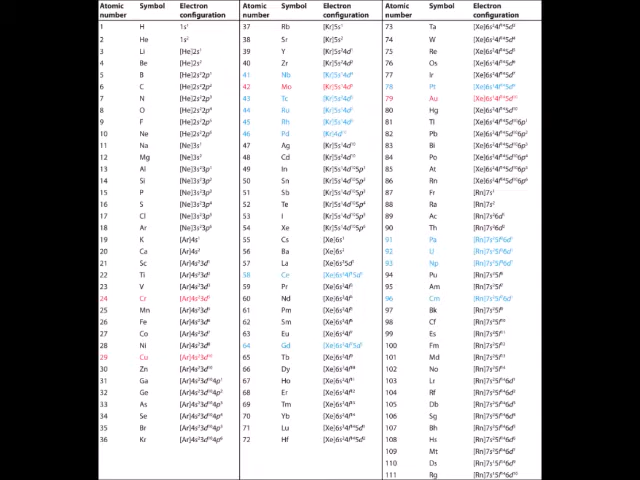 Atomic Symbol Electron
number configuration
1 H 1s¹
2 He 1s²
3 Li [He]2s¹
4 Be [He]2s²
5 B [He]2s²2p¹
6 C [He]2s²2p²
7 N [He]2s²2p³
8 O [He]2s²2p⁴
9 F [He]2s²2p⁵
10 Ne [He]2s²2p⁶
11 Na [Ne]3s¹
12 Mg [Ne]3s²
13 Al [Ne]3s²3p¹
14 Si [Ne]3s²3p²
15 P [Ne]3s²3p³
16 S [Ne]3s²3p⁴
17 Cl [Ne]3s²3p⁵
18 Ar [Ne]3s²3p⁶
19 K [Ar]4s¹
20 Ca [Ar]4s²
21 Sc [Ar]4s²3d¹
22 Ti [Ar]4s²3d²
23 V [Ar]4s²3d³
24 Cr [Ar]4s¹3d⁵
25 Mn [Ar]4s²3d⁵
26 Fe [Ar]4s²3d⁶
27 Co [Ar]4s²3d⁷
28 Ni [Ar]4s²3d⁸
29 Cu [Ar]4s¹3d¹⁰
30 Zn [Ar]4s²3d¹⁰
31 Ga [Ar]4s²3d¹⁰4p¹
32 Ge [Ar]4s²3d¹⁰4p²
33 As [Ar]4s²3d¹⁰4p³
34 Se [Ar]4s²3d¹⁰4p⁴
35 Br [Ar]4s²3d¹⁰4p⁵
36 Kr [Ar]4s²3d¹⁰4p⁶
Atomic Symbol Electron
number configuration
37 Rb [Kr]5s¹
38 Sr [Kr]5s²
39 Y [Kr]5s²4d¹
40 Zr [Kr]5s²4d²
41 Nb [Kr]5s¹4d⁴
42 Mo [Kr]5s¹4d⁵
43 Tc [Kr]5s²4d⁵
44 Ru [Kr]5s¹4d⁷
45 Rh [Kr]5s¹4d⁸
46 Pd [Kr]4d¹⁰
47 Ag [Kr]5s¹4d¹⁰
48 Cd [Kr]5s²4d¹⁰
49 In [Kr]5s²4d¹⁰5p¹
50 Sn [Kr]5s²4d¹⁰5p²
51 Sb [Kr]5s²4d¹⁰5p³
52 Te [Kr]5s²4d¹⁰5p⁴
53 I [Kr]5s²4d¹⁰5p⁵
54 Xe [Kr]5s²4d¹⁰5p⁶
55 Cs [Xe]6s¹
56 Ba [Xe]6s²
57 La [Xe]6s²5d¹
58 Ce [Xe]6s²4f¹5d¹
59 Pr [Xe]6s²4f³
60 Nd [Xe]6s²4f⁴
61 Pm [Xe]6s²4f⁵
62 Sm [Xe]6s²4f⁶
63 Eu [Xe]6s²4f⁷
64 Gd [Xe]6s²4f⁷5d¹
65 Tb [Xe]6s²4f⁹
66 Dy [Xe]6s²4f¹⁰
67 Ho [Xe]6s²4f¹¹
68 Er [Xe]6s²4f¹²
69 Tm [Xe]6s²4f¹³
70 Yb [Xe]6s²4f¹⁴
71 Lu [Xe]6s²4f¹⁴5d¹
72 Hf [Xe]6s²4f¹⁴5d²
Atomic Symbol Electron
number configuration
73 Ta [Xe]6s²4f¹⁴5d³
74 W [Xe]6s²4f¹⁴5d⁴
75 Re [Xe]6s²4f¹⁴5d⁵
76 Os [Xe]6s²4f¹⁴5d⁶
77 Ir [Xe]6s²4f¹⁴5d⁷
78 Pt [Xe]6s¹4f¹⁴5d⁹
79 Au [Xe]6s¹4f¹⁴5d¹⁰
80 Hg [Xe]6s²4f¹⁴5d¹⁰
81 Tl [Xe]6s²4f¹⁴5d¹⁰6p¹
82 Pb [Xe]6s²4f¹⁴5d¹⁰6p²
83 Bi [Xe]6s²4f¹⁴5d¹⁰6p³
84 Po [Xe]6s²4f¹⁴5d¹⁰6p⁴
85 At [Xe]6s²4f¹⁴5d¹⁰6p⁵
86 Rn [Xe]6s²4f¹⁴5d¹⁰6p⁶
87 Fr [Rn]7s¹
88 Ra [Rn]7s²
89 Ac [Rn]7s²6d¹
90 Th [Rn]7s²6d²
91 Pa [Rn]7s²5f²6d¹
92 U [Rn]7s²5f³6d¹
93 Np [Rn]7s²5f⁴6d¹
94 Pu [Rn]7s²5f⁶
95 Am [Rn]7s²5f⁷
96 Cm [Rn]7s²5f⁷6d¹
97 Bk [Rn]7s²5f⁹
98 Cf [Rn]7s²5f¹⁰
99 Es [Rn]7s²5f¹¹
100 Fm [Rn]7s²5f¹²
101 Md [Rn]7s²5f¹³
102 No [Rn]7s²5f¹⁴
103 Lr [Rn]7s²5f¹⁴6d¹
104 Rf [Rn]7s²5f¹⁴6d²
105 Db [Rn]7s²5f¹⁴6d³
106 Sg [Rn]7s²5f¹⁴6d⁴
107 Bh [Rn]7s²5f¹⁴6d⁵
108 Hs [Rn]7s²5f¹⁴6d⁶
109 Mt [Rn]7s²5f¹⁴6d⁷
110 Ds [Rn]7s²5f¹⁴6d⁸
111 Rg [Rn]7s¹5f¹⁴6d¹⁰